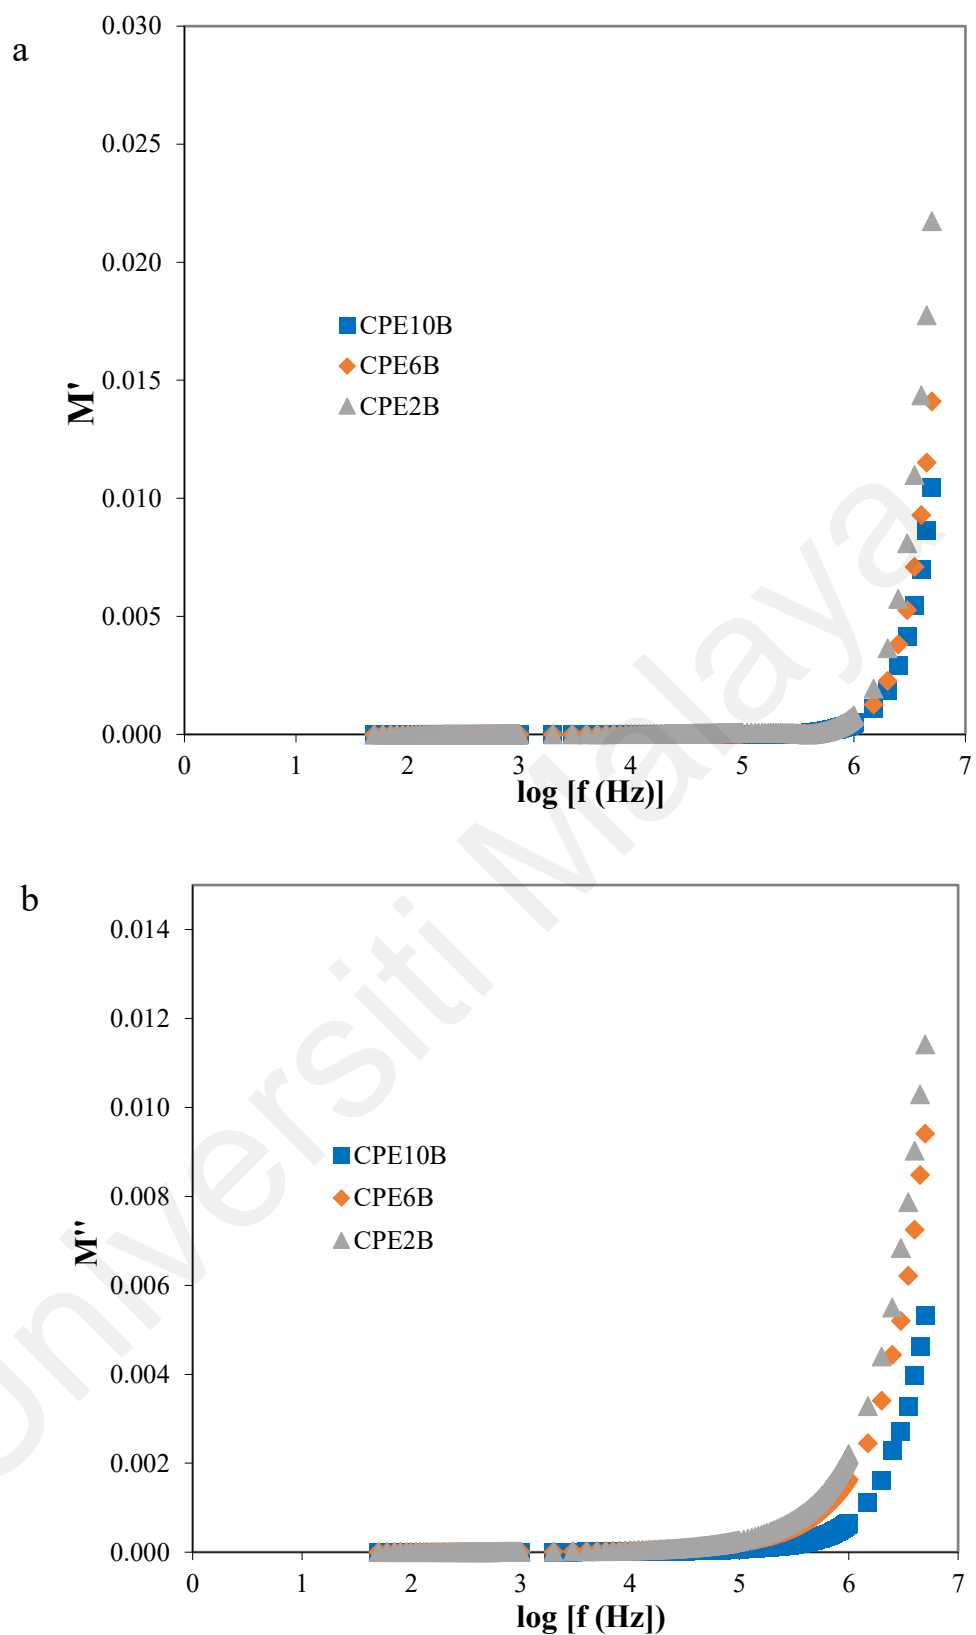 a
0.030
0.025
0.020
0.015
0.010
0.005
0.000
M'
CPE10B
CPE6B
CPE2B
0 1 2 3 4 5 6 7
log [f (Hz)]
b
0.014
0.012
0.010
0.008
0.006
0.004
0.002
0.000
M''
CPE10B
CPE6B
CPE2B
0 1 2 3 4 5 6 7
log [f (Hz])
Universiti Malaya